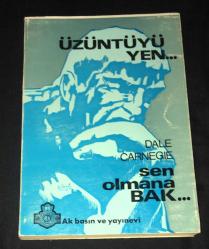 ÜZÜNTÜYÜ
YEN...
DALE
CARNEGIE
sen
olmana
BAK...
Ak basın ve yayınevi